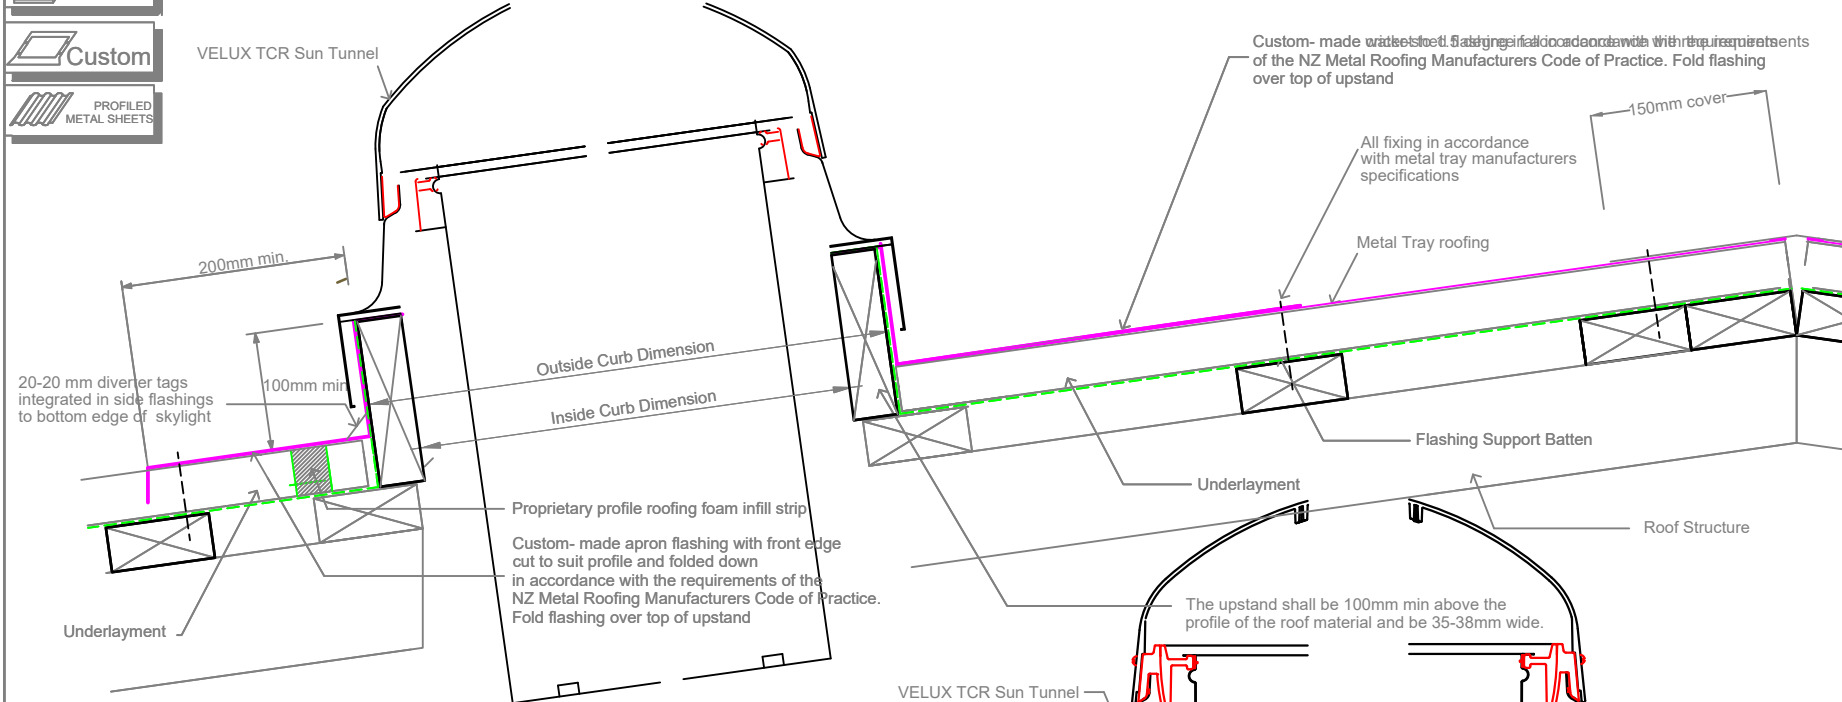 Custom
PROFILED
METAL SHEETS
VELUX TCR Sun Tunnel
Custom- made
of the NZ Metal Roofing Manufacturers Code of Practice. Fold flashing
over top of upstand
150mm cover
All fixing in accordance
with metal tray manufacturers
specifications
Metal Tray roofing
200mm min.
100mm min
20-20 mm diverter tags
integrated in side flashings
to bottom edge of skylight
Outside Curb Dimension
Inside Curb Dimension
Flashing Support Batten
Underlayment
Roof Structure
Proprietary profile roofing foam infill strip
Custom- made apron flashing with front edge
cut to suit profile and folded down
in accordance with the requirements of the
NZ Metal Roofing Manufacturers Code of Practice.
Fold flashing over top of upstand
Underlayment
The upstand shall be 100mm min above the
profile of the roof material and be 35-38mm wide.
VELUX TCR Sun Tunnel